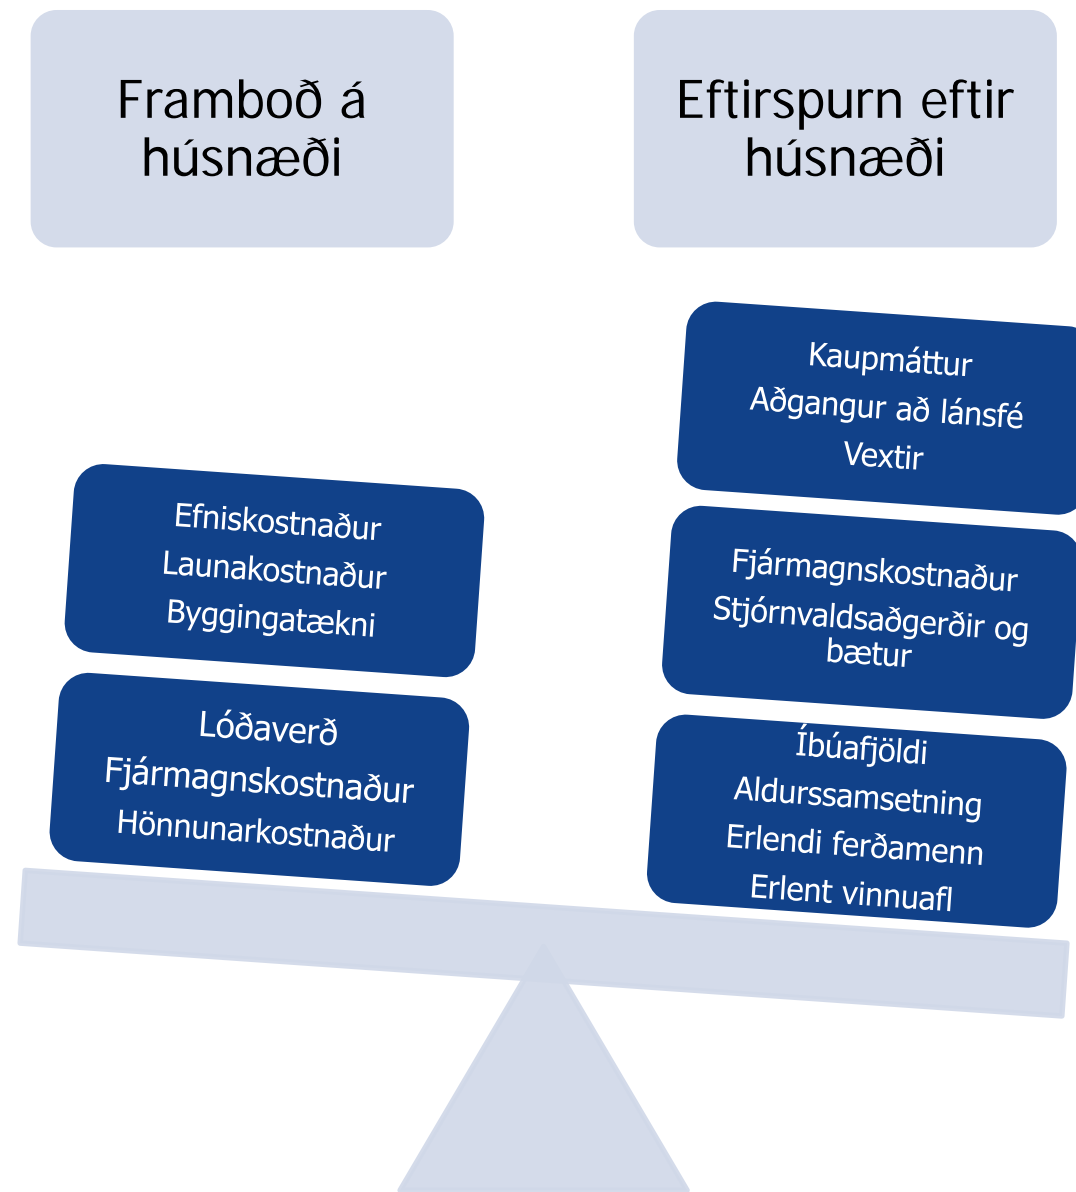 Framboð á
húsnæði
Eftirspurn eftir
húsnæði
Efniskostnaður
Launakostnaður
Byggingatækni
Lóðaverð
Fjármagnskostnaður
Hönnunarkostnaður
Kaupmáttur
Aðgangur að lánsfé
Vextir
Fjármagnskostnaður
Stjórnvaldsaðgerðir og
bætur
Íbúafjöldi
Aldurssamsetning
Erlendi ferðamenn
Erlent vinnuafl